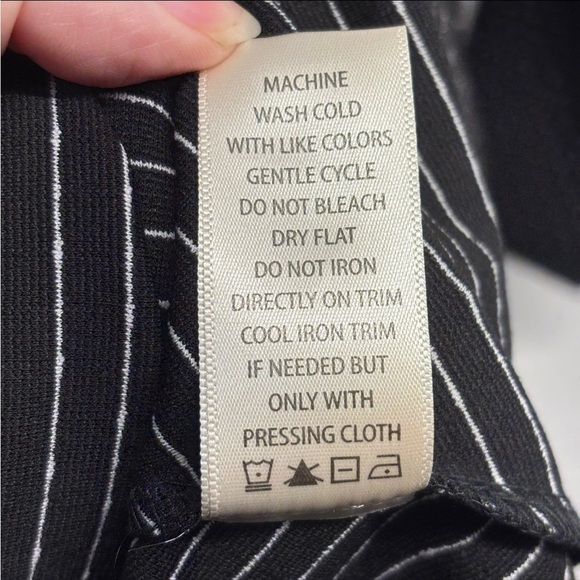 MACHINE
WASH COLD
WITH LIKE COLORS
GENTLE CYCLE
DO NOT BLEACH
DRY FLAT
DO NOT IRON
DIRECTLY ON TRIM
COOL IRON TRIM
IF NEEDED BUT
ONLY WITH
PRESSING CLOTH